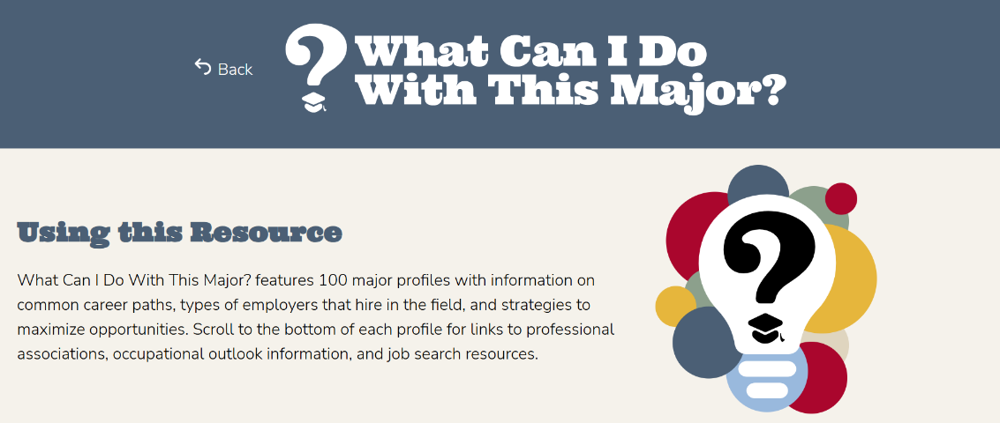 Back
What Can I Do
With This Major?
Using this Resource
What Can I Do With This Major? features 100 major profiles with information on
common career paths, types of employers that hire in the field, and strategies to
maximize opportunities. Scroll to the bottom of each profile for links to professional
associations, occupational outlook information, and job search resources.